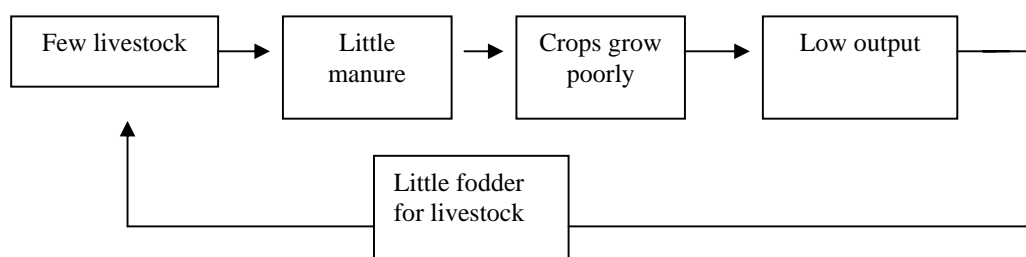 Few livestock
Little
manure
Crops grow
poorly
Low output
Little fodder
for livestock